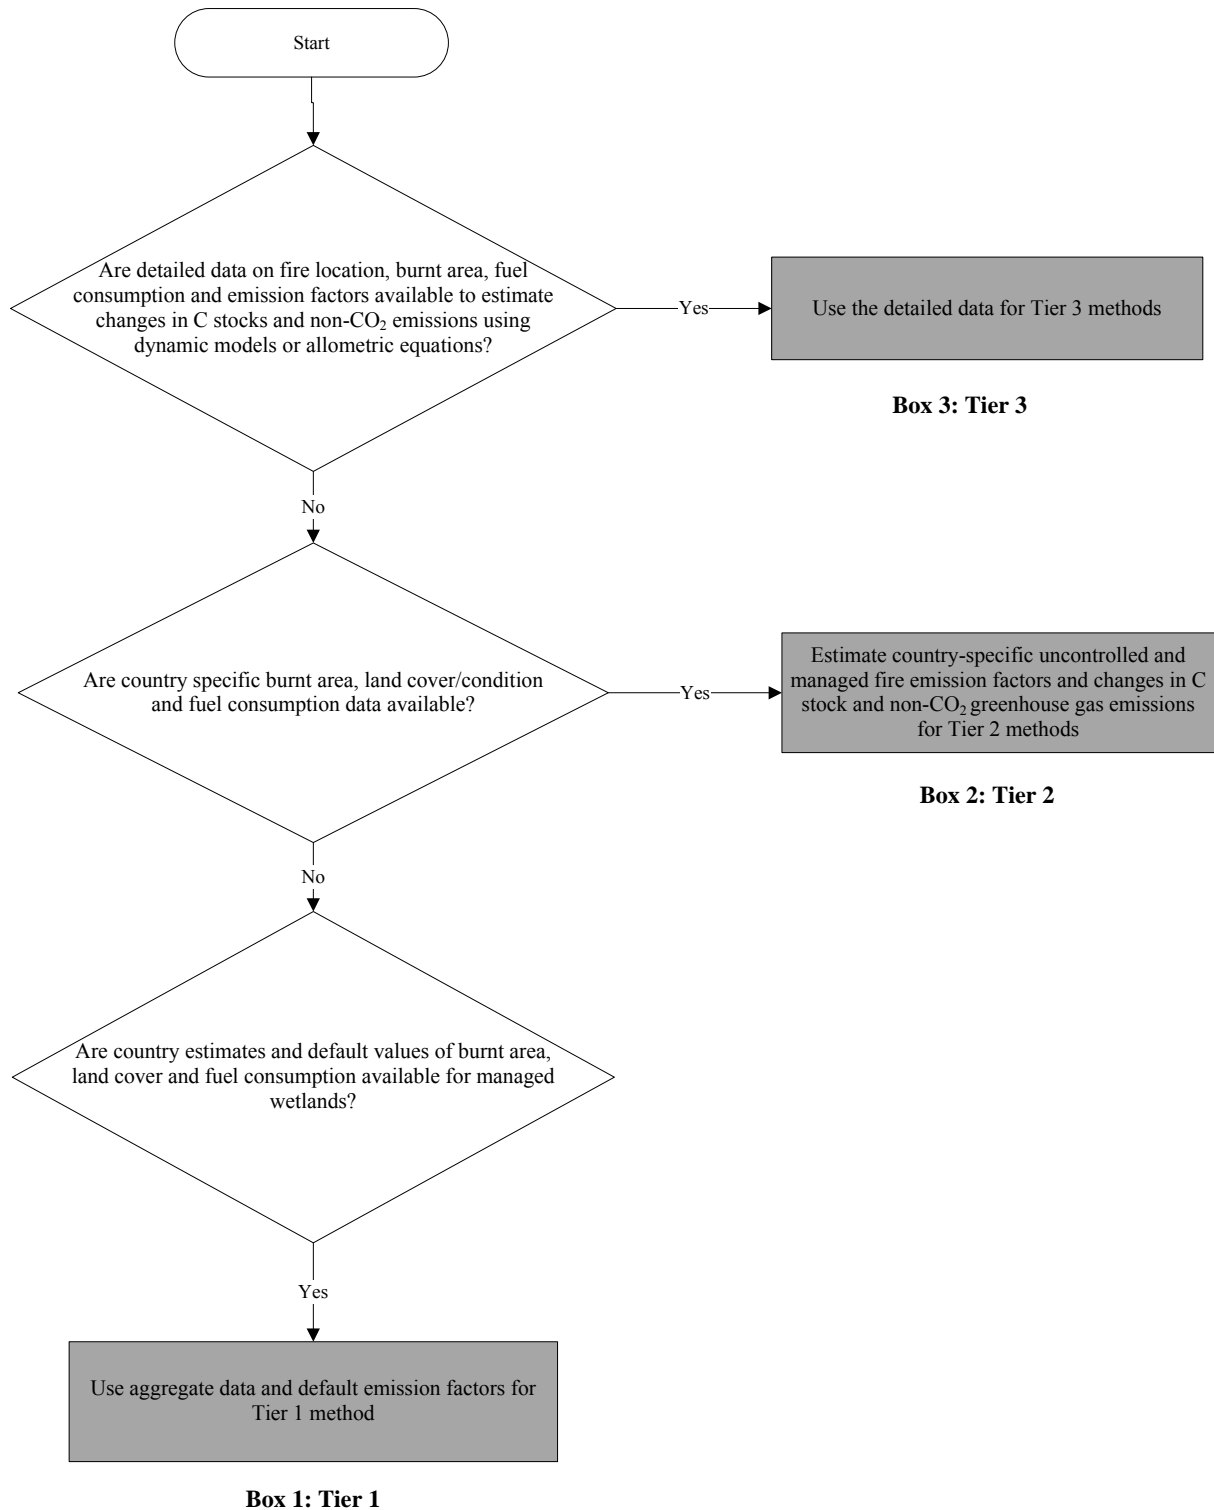 Start
Are detailed data on fire location, burnt area, fuel
consumption and emission factors available to estimate
changes in C stocks and non-CO₂ emissions using
dynamic models or allometric equations?
Yes
Use the detailed data for Tier 3 methods
Box 3: Tier 3
No
Are country specific burnt area, land cover/condition
and fuel consumption data available?
Yes
Estimate country-specific uncontrolled and
managed fire emission factors and changes in C
stock and non-CO₂ greenhouse gas emissions
for Tier 2 methods
Box 2: Tier 2
No
Are country estimates and default values of burnt area,
land cover and fuel consumption available for managed
wetlands?
Yes
Use aggregate data and default emission factors for
Tier 1 method
Box 1: Tier 1